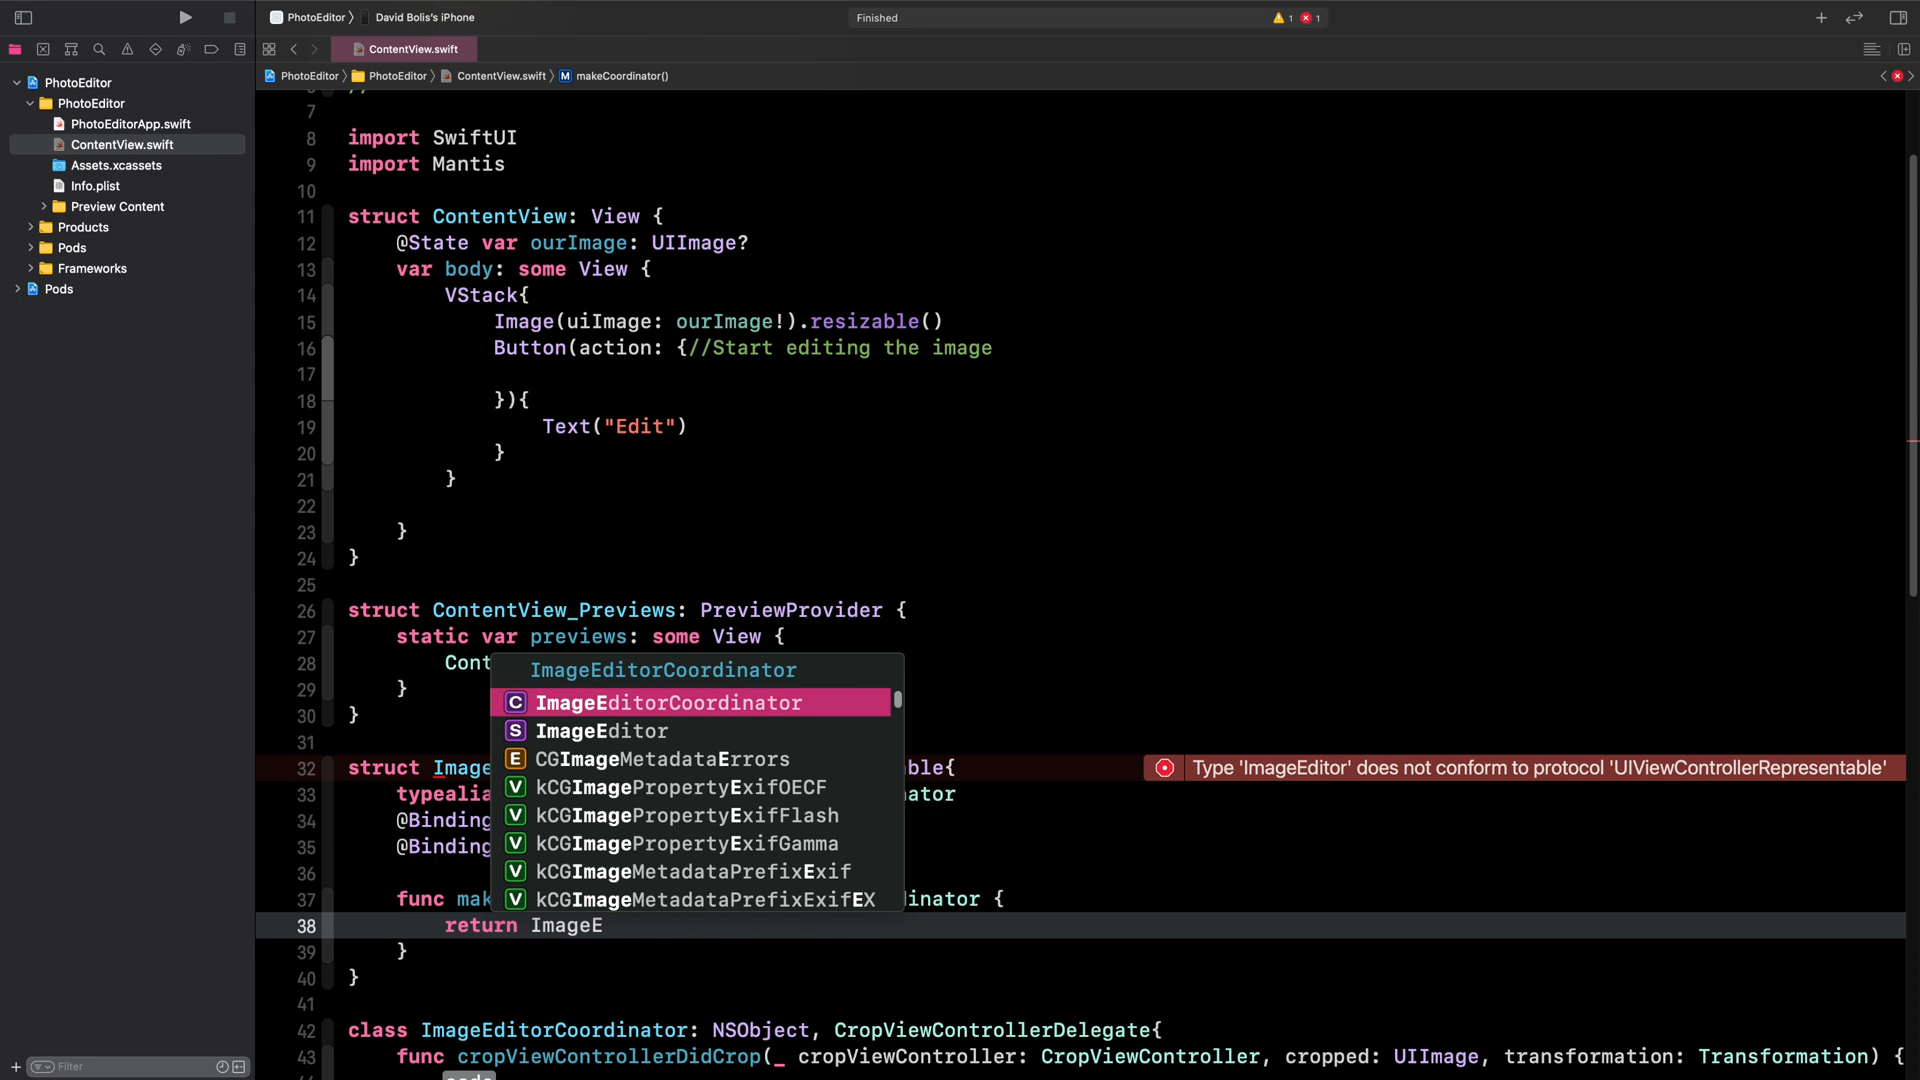 PhotoEditor 〉 David Bolis's iPhone
Finished
1
1
ContentView.swift
PhotoEditor 〉 PhotoEditor 〉 ContentView.swift 〉 M makeCoordinator()
PhotoEditor
PhotoEditor
PhotoEditorApp.swift
ContentView.swift
Assets.xcassets
Info.plist
Preview Content
Products
Pods
Frameworks
Pods
Filter
7
8 import SwiftUI
9 import Mantis
10
11 struct ContentView: View {
12 @State var ourImage: UIImage?
13 var body: some View {
14 VStack{
15 Image(uiImage: ourImage!).resizable()
16 Button(action: {//Start editing the image
17
18 }){
19 Text("Edit")
20 }
21 }
22
23 }
24 }
25
26 struct ContentView_Previews: PreviewProvider {
27 static var previews: some View {
28 Cont
29 }
30 }
31
32 struct Image ble{ Type 'ImageEditor' does not conform to protocol 'UIViewControllerRepresentable'
33 typealia ator
34 @Binding
35 @Binding
36
37 func mak inator {
38 return ImageE
39 }
40 }
41
42 class ImageEditorCoordinator: NSObject, CropViewControllerDelegate{
43 func cropViewControllerDidCrop(_ cropViewController: CropViewController, cropped: UIImage, transformation: Transformation) {
ImageEditorCoordinator
C ImageEditorCoordinator
S ImageEditor
E CGImageMetadataErrors
V kCGImagePropertyExifOECF
V kCGImagePropertyExifFlash
V kCGImagePropertyExifGamma
V kCGImageMetadataPrefixExif
V kCGImageMetadataPrefixExifEX